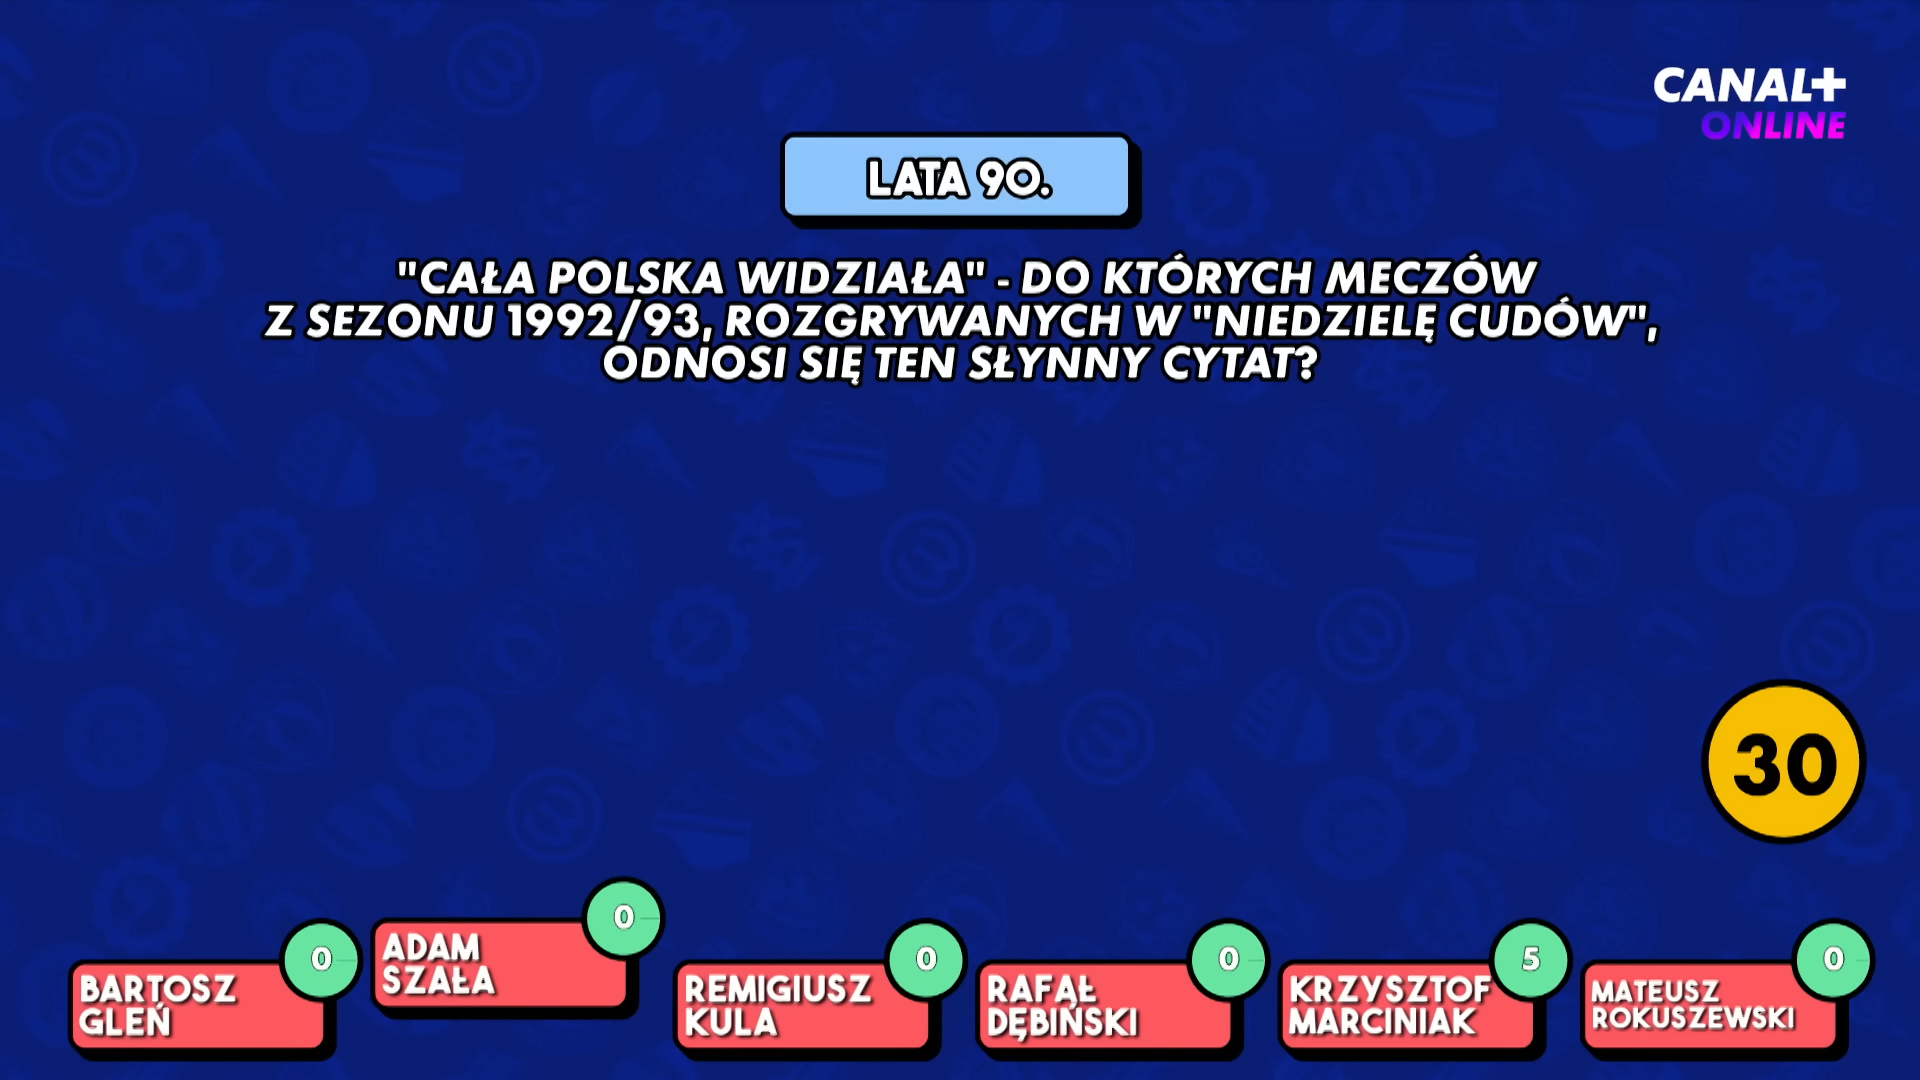 CANAL+
ONLINE
LATA 90.
"CAŁA POLSKA WIDZIAŁA" - DO KTÓRYCH MECZÓW
Z SEZONU 1992/93, ROZGRYWANYCH W "NIEDZIELĘ CUDÓW",
ODNOSI SIĘ TEN SŁYNNY CYTAT?
30
0
BARTOSZ
GLEŃ
0
ADAM
SZAŁA
0
REMIGIUSZ
KULA
0
RAFAŁ
DĘBIŃSKI
5
KRZYSZTOF
MARCINIAK
0
MATEUSZ
ROKUSZEWSKI